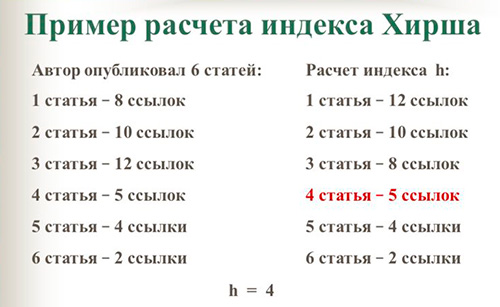 Пример расчета индекса Хирша
Автор опубликовал 6 статей:
1 статья – 8 ссылок
2 статья – 10 ссылок
3 статья – 12 ссылок
4 статья – 5 ссылок
5 статья – 4 ссылки
6 статья – 2 ссылки
Расчет индекса h:
1 статья – 12 ссылок
2 статья – 10 ссылок
3 статья – 8 ссылок
4 статья – 5 ссылок
5 статья – 4 ссылки
6 статья – 2 ссылки
h = 4